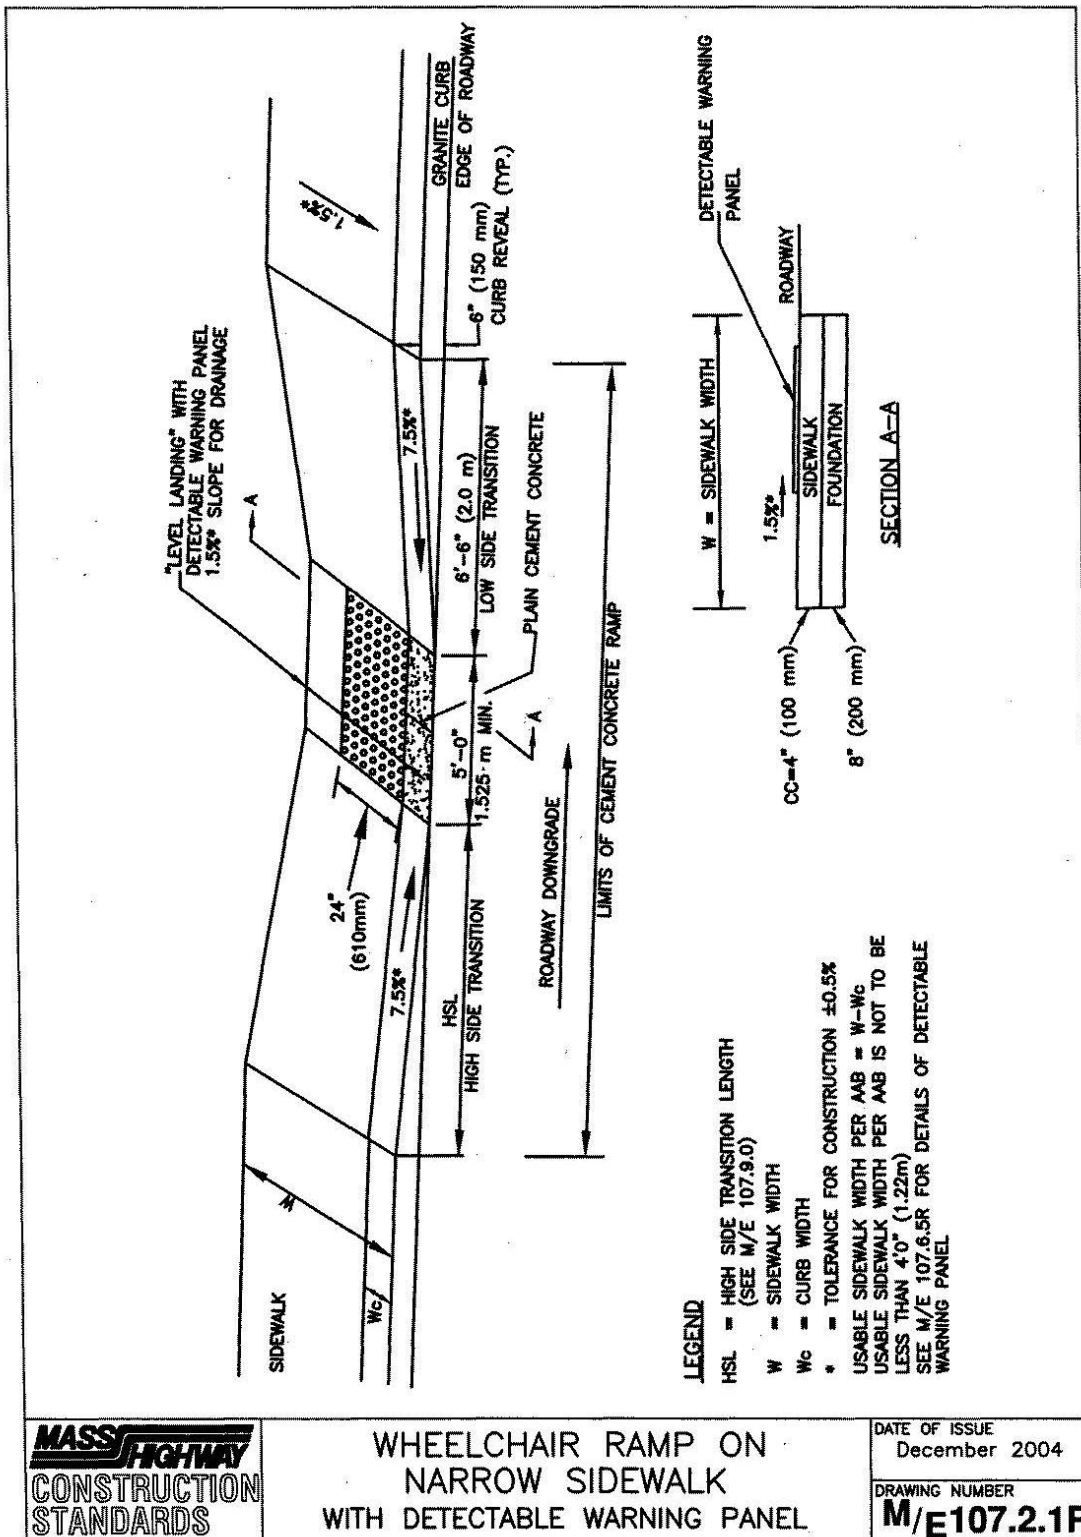 "LEVEL LANDING" WITH
DETECTABLE WARNING PANEL
1.5%* SLOPE FOR DRAINAGE
SIDEWALK
W
Wc
24"
(610mm)
A
1.5%*
7.5%*
7.5%*
GRANITE CURB
EDGE OF ROADWAY
6" (150 mm)
CURB REVEAL (TYP.)
HSL
HIGH SIDE TRANSITION
5'-0"
1.525 m MIN.
6'-6" (2.0 m)
LOW SIDE TRANSITION
A
PLAIN CEMENT CONCRETE
ROADWAY DOWNGRADE
LIMITS OF CEMENT CONCRETE RAMP
LEGEND
HSL = HIGH SIDE TRANSITION LENGTH
(SEE M/E 107.9.0)
W = SIDEWALK WIDTH
Wc = CURB WIDTH
* = TOLERANCE FOR CONSTRUCTION ±0.5%
USABLE SIDEWALK WIDTH PER AAB = W-Wc
USABLE SIDEWALK WIDTH PER AAB IS NOT TO BE
LESS THAN 4'0" (1.22m)
SEE M/E 107.6.5R FOR DETAILS OF DETECTABLE
WARNING PANEL
DETECTABLE WARNING
PANEL
W = SIDEWALK WIDTH
1.5%*
ROADWAY
SIDEWALK
FOUNDATION
CC=4" (100 mm)
8" (200 mm)
SECTION A-A
MASS HIGHWAY
CONSTRUCTION
STANDARDS
WHEELCHAIR RAMP ON
NARROW SIDEWALK
WITH DETECTABLE WARNING PANEL
DATE OF ISSUE
December 2004
DRAWING NUMBER
M/E107.2.1R